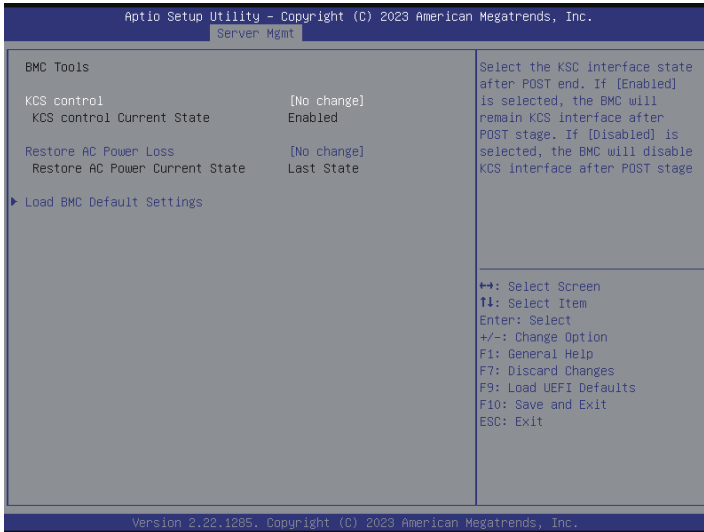 Aptio Setup Utility – Copyright (C) 2023 American Megatrends, Inc.
Server Mgmt
BMC Tools
KCS control [No change]
KCS control Current State Enabled
Restore AC Power Loss [No change]
Restore AC Power Current State Last State
Load BMC Default Settings
Select the KSC interface state
after POST end. If [Enabled]
is selected, the BMC will
remain KCS interface after
POST stage. If [Disabled] is
selected, the BMC will disable
KCS interface after POST stage
↔: Select Screen
↑↓: Select Item
Enter: Select
+/-: Change Option
F1: General Help
F7: Discard Changes
F9: Load UEFI Defaults
F10: Save and Exit
ESC: Exit
Version 2.22.1285. Copyright (C) 2023 American Megatrends, Inc.